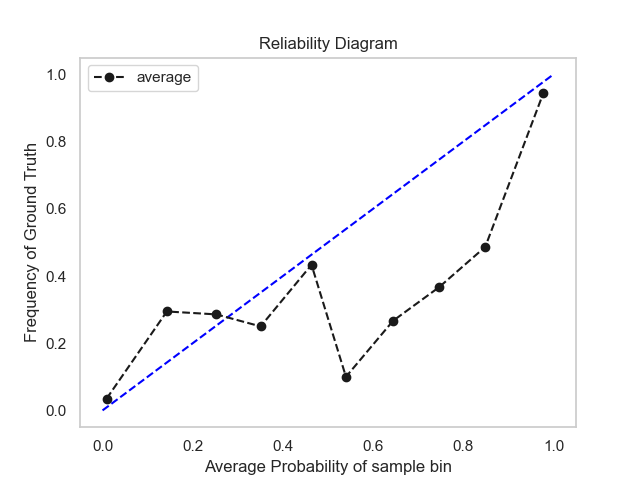 Reliability Diagram
average
Frequency of Ground Truth
1.0
0.8
0.6
0.4
0.2
0.0
0.0 0.2 0.4 0.6 0.8 1.0
Average Probability of sample bin